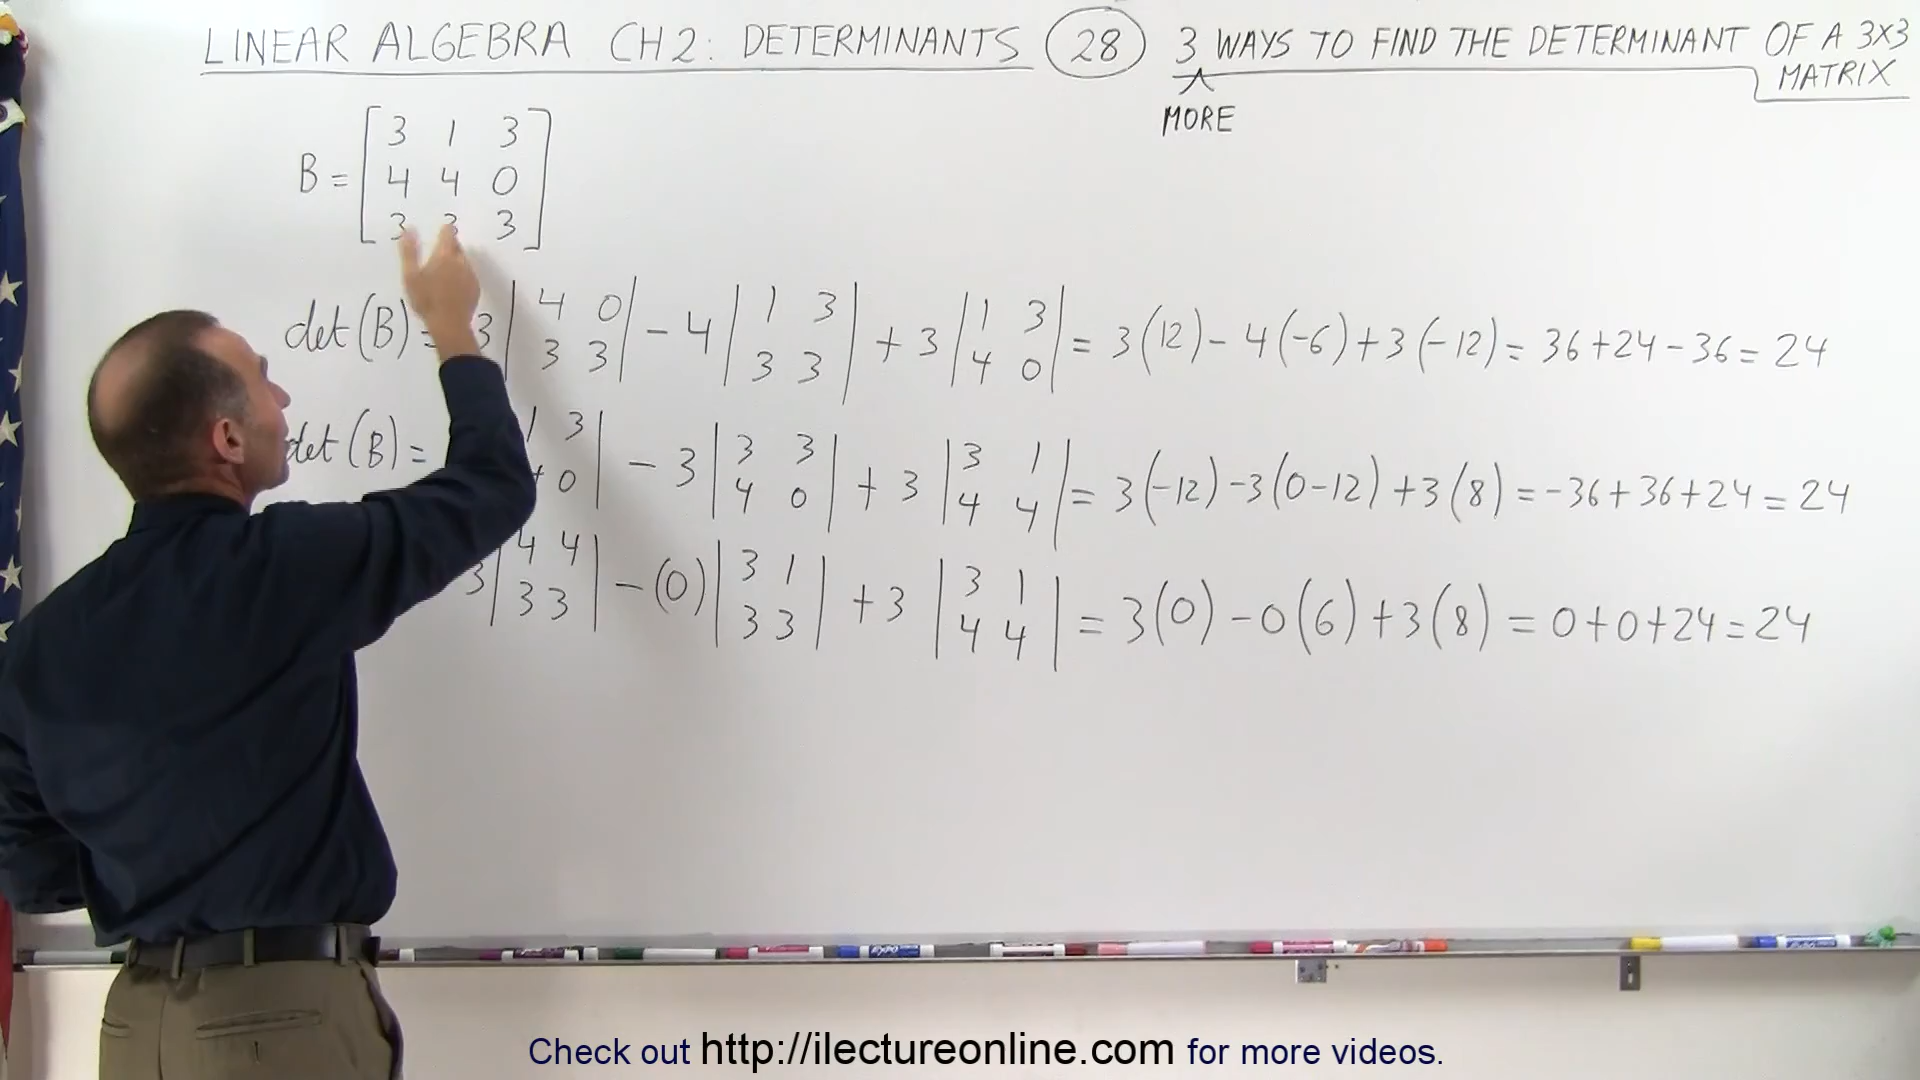 LINEAR ALGEBRA CH2: DETERMINANTS 28 3 WAYS TO FIND THE DETERMINANT OF A 3x3 MATRIX
MORE
B = [3 1 3
4 4 0
3 3 3]
det(B) = 3 |4 0; 3 3| - 4 |1 3; 3 3| + 3 |1 3; 4 0| = 3(12) - 4(-6) + 3(-12) = 36 + 24 - 36 = 24
det(B) = |1 3; 0| - 3 |3 3; 4 0| + 3 |3 1; 4 4| = 3(-12) - 3(0-12) + 3(8) = -36 + 36 + 24 = 24
3 |4 4; 3 3| - (0) |3 1; 3 3| + 3 |3 1; 4 4| = 3(0) - 0(6) + 3(8) = 0 + 0 + 24 = 24
Check out http://ilectureonline.com for more videos.